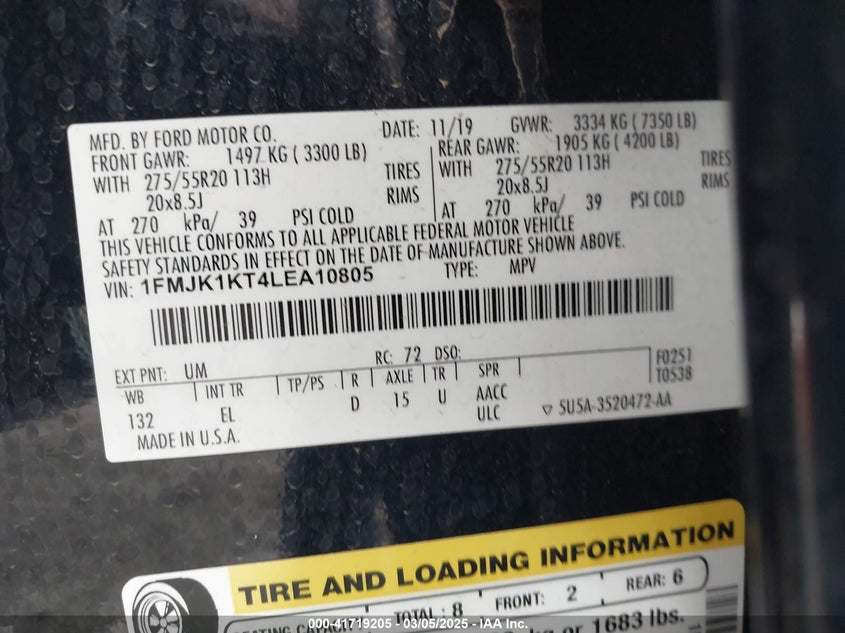 MFD. BY FORD MOTOR CO. DATE: 11/19 GVWR: 3334 KG ( 7350 LB)
FRONT GAWR: 1497 KG ( 3300 LB) REAR GAWR: 1905 KG ( 4200 LB)
WITH 275/55R20 113H TIRES WITH 275/55R20 113H TIRES
20x8.5J RIMS 20x8.5J RIMS
AT 270 kPa/ 39 PSI COLD AT 270 kPa/ 39 PSI COLD
THIS VEHICLE CONFORMS TO ALL APPLICABLE FEDERAL MOTOR VEHICLE
SAFETY STANDARDS IN EFFECT ON THE DATE OF MANUFACTURE SHOWN ABOVE.
VIN: 1FMJK1KT4LEA10805 TYPE: MPV
EXT PNT: UM RC: 72 DSO: F0251
WB INT TR TP/PS R AXLE TR SPR T0538
132 EL D 15 U AACC
ULC ▽ 5U5A-3520472-AA
MADE IN U.S.A.
TIRE AND LOADING INFORMATION
TOTAL: 8 FRONT: 2 REAR: 6
kg or 1683 lbs.
000-41719205 - 03/05/2025 - IAA Inc.